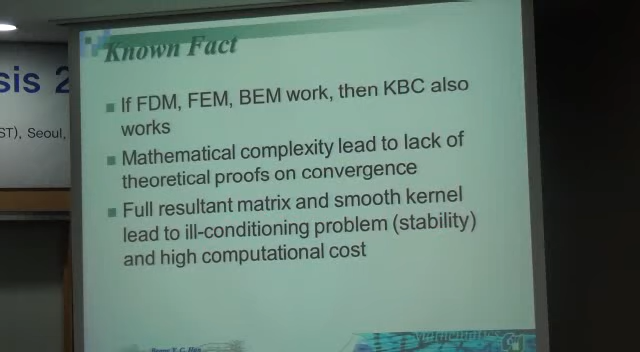 Known Fact
sis 2
ST), Seoul,
If FDM, FEM, BEM work, then KBC also
works
Mathematical complexity lead to lack of
theoretical proofs on convergence
Full resultant matrix and smooth kernel
lead to ill-conditioning problem (stability)
and high computational cost